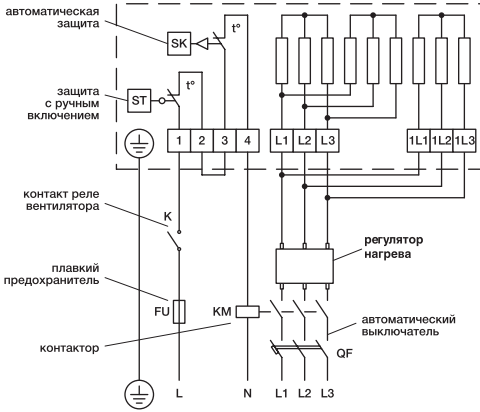 автоматическая
защита
SK
t°
защита
с ручным
включением
ST
t°
1 2 3 4
L1 L2 L3
1L1 1L2 1L3
контакт реле
вентилятора
K
регулятор
нагрева
плавкий
предохранитель
FU
KM
автоматический
выключатель
контактор
QF
L N L1 L2 L3